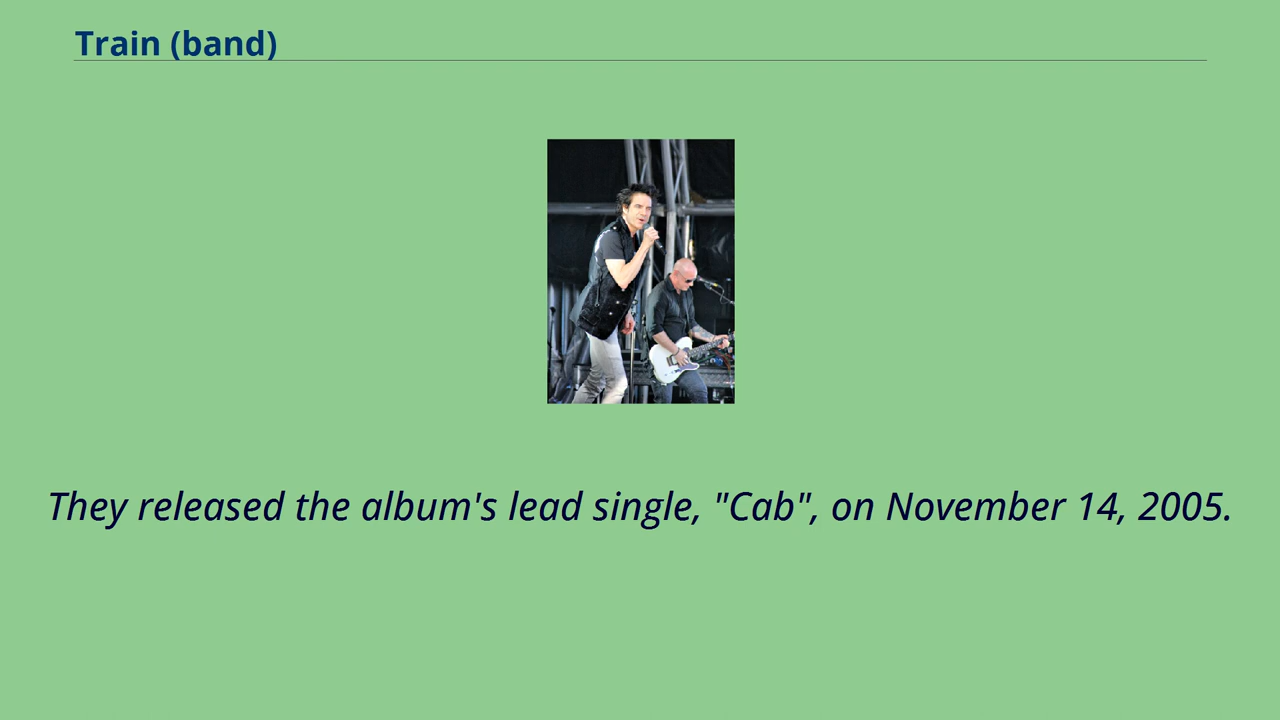 Train (band)
They released the album's lead single, "Cab", on November 14, 2005.